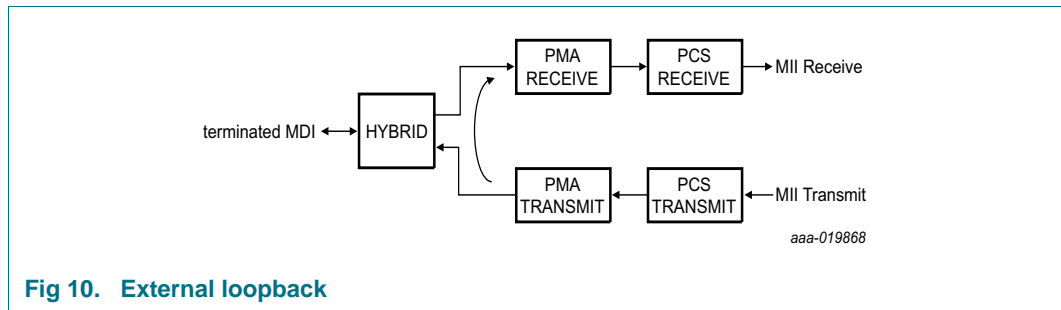 PMA
RECEIVE
PCS
RECEIVE
MII Receive
terminated MDI
HYBRID
PMA
TRANSMIT
PCS
TRANSMIT
MII Transmit
aaa-019868
Fig 10. External loopback